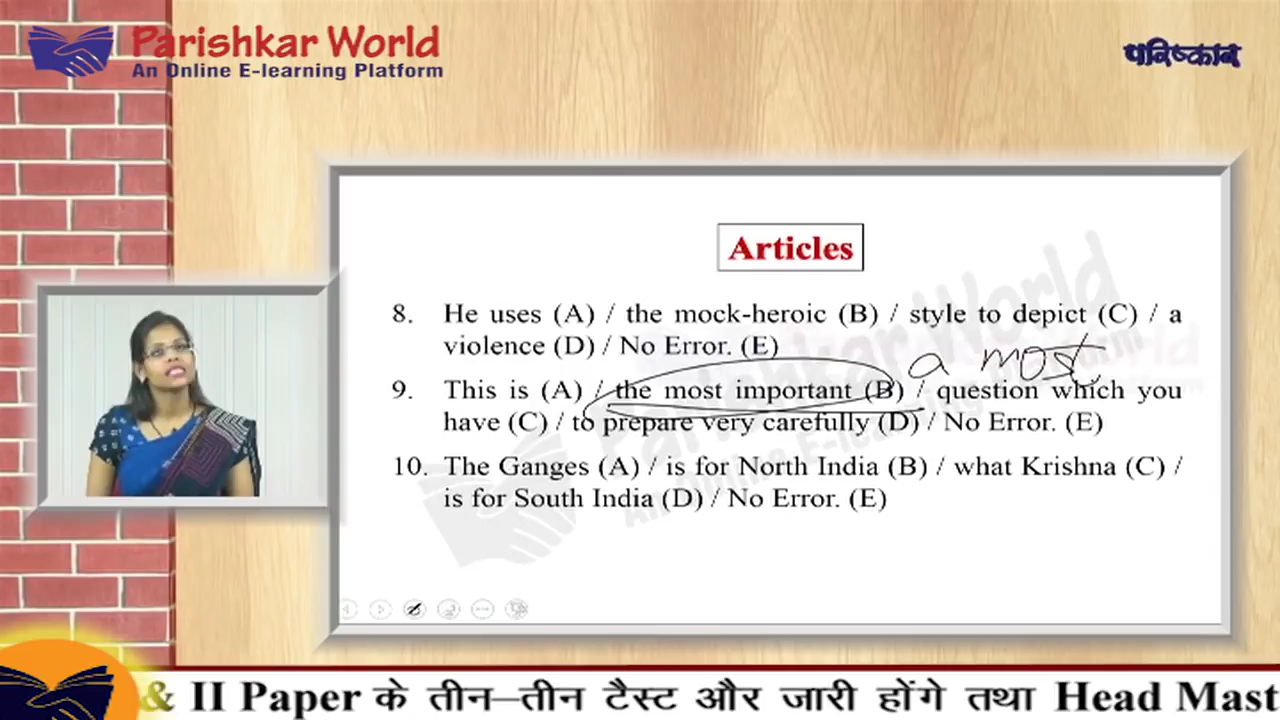 Parishkar World
An Online E-learning Platform
परिष्कार
Articles
8. He uses (A) / the mock-heroic (B) / style to depict (C) / a
violence (D) / No Error. (E)
a most
9. This is (A) / the most important (B) / question which you
have (C) / to prepare very carefully (D) / No Error. (E)
10. The Ganges (A) / is for North India (B) / what Krishna (C) /
is for South India (D) / No Error. (E)
& II Paper के तीन–तीन टैस्ट और जारी होंगे तथा Head Mast